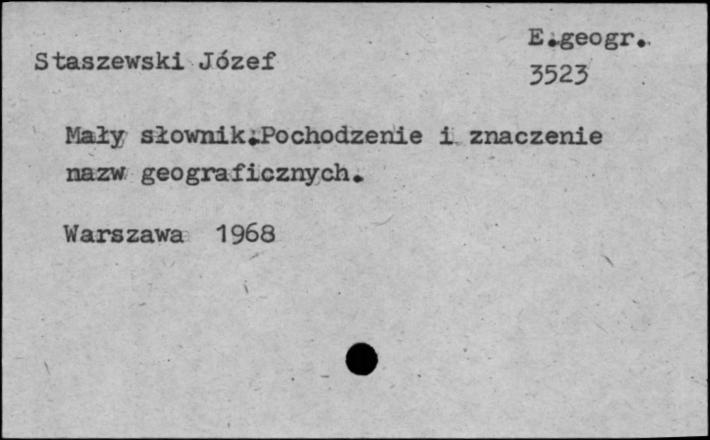 E.geogr.
Staszewski Józef
3523
Mały słownik.Pochodzenie i znaczenie
nazw geograficznych.
Warszawa 1968